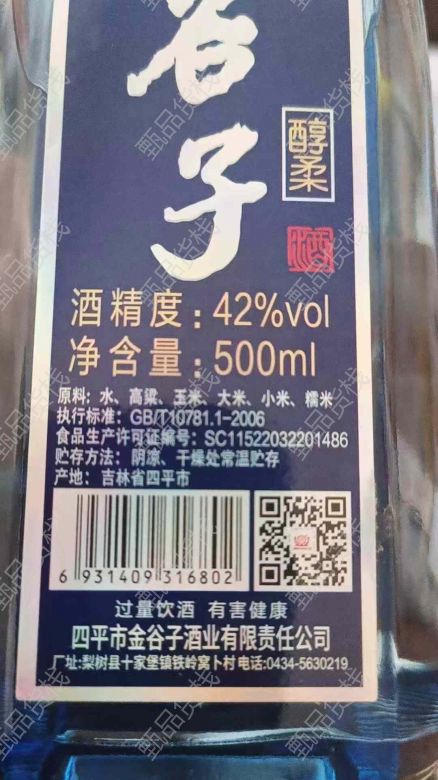 谷子
醇柔
酒
酒精度：42%vol
净含量：500ml
原料：水、高粱、玉米、大米、小米、糯米
执行标准：GB/T10781.1-2006
食品生产许可证编号：SC11522032201486
贮存方法：阴凉、干燥处常温贮存
产地：吉林省四平市
6 931409 316802
过量饮酒 有害健康
四平市金谷子酒业有限责任公司
厂址:梨树县十家堡镇铁岭窝卜村 电话:0434-5630219
甄品货栈